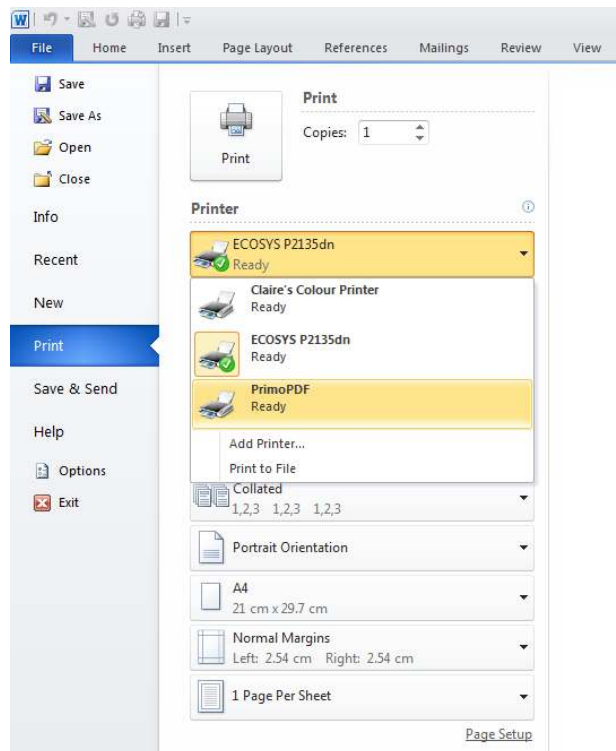 File Home Insert Page Layout References Mailings Review View
Save
Save As
Open
Close
Info
Recent
New
Print
Save & Send
Help
Options
Exit
Print
Print
Copies: 1
Printer
ECOSYS P2135dn
Ready
Claire's Colour Printer
Ready
ECOSYS P2135dn
Ready
PrimoPDF
Ready
Add Printer...
Print to File
Collated
1,2,3 1,2,3 1,2,3
Portrait Orientation
A4
21 cm x 29.7 cm
Normal Margins
Left: 2.54 cm Right: 2.54 cm
1 Page Per Sheet
Page Setup